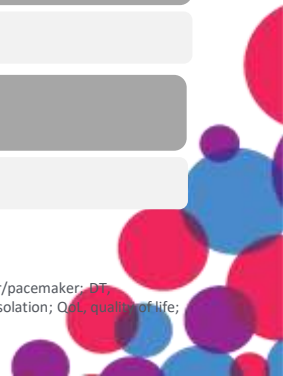 r/pacemaker; DT,
solation; QoL, quality of life;